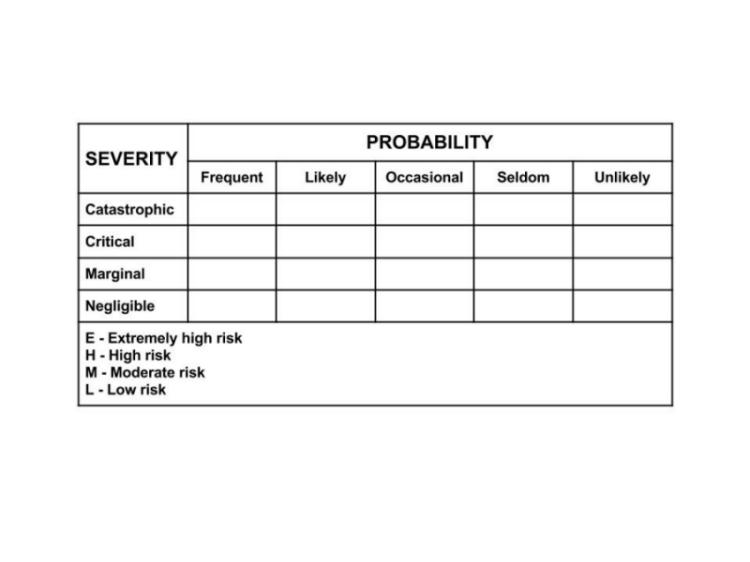 SEVERITY
PROBABILITY
Frequent Likely Occasional Seldom Unlikely
Catastrophic
Critical
Marginal
Negligible
E - Extremely high risk
H - High risk
M - Moderate risk
L - Low risk